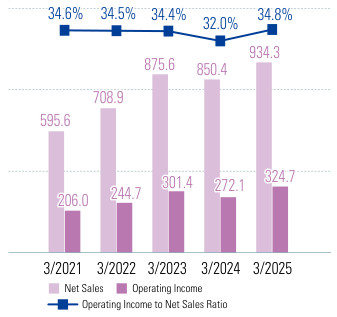 34.6% 34.5% 34.4% 32.0% 34.8%
595.6 708.9 875.6 850.4 934.3
206.0 244.7 301.4 272.1 324.7
3/2021 3/2022 3/2023 3/2024 3/2025
Net Sales Operating Income
Operating Income to Net Sales Ratio